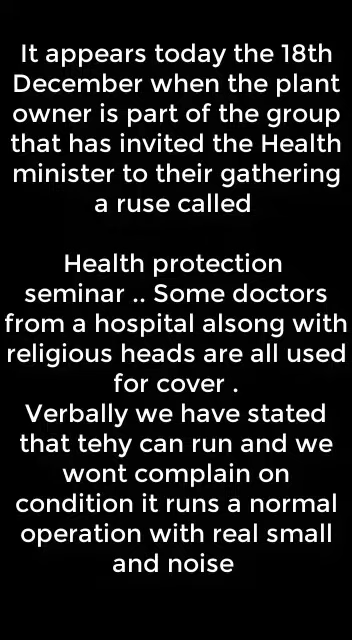 It appears today the 18th
December when the plant
owner is part of the group
that has invited the Health
minister to their gathering
a ruse called
Health protection
seminar .. Some doctors
from a hospital alsong with
religious heads are all used
for cover .
Verbally we have stated
that tehy can run and we
wont complain on
condition it runs a normal
operation with real small
and noise